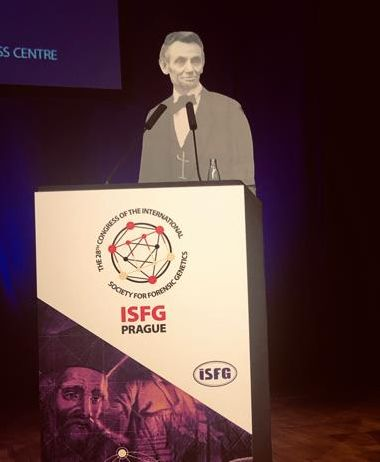 SS CENTRE
THE 28TH CONGRESS OF THE INTERNATIONAL
SOCIETY FOR FORENSIC GENETICS
ISFG
PRAGUE
iSFG